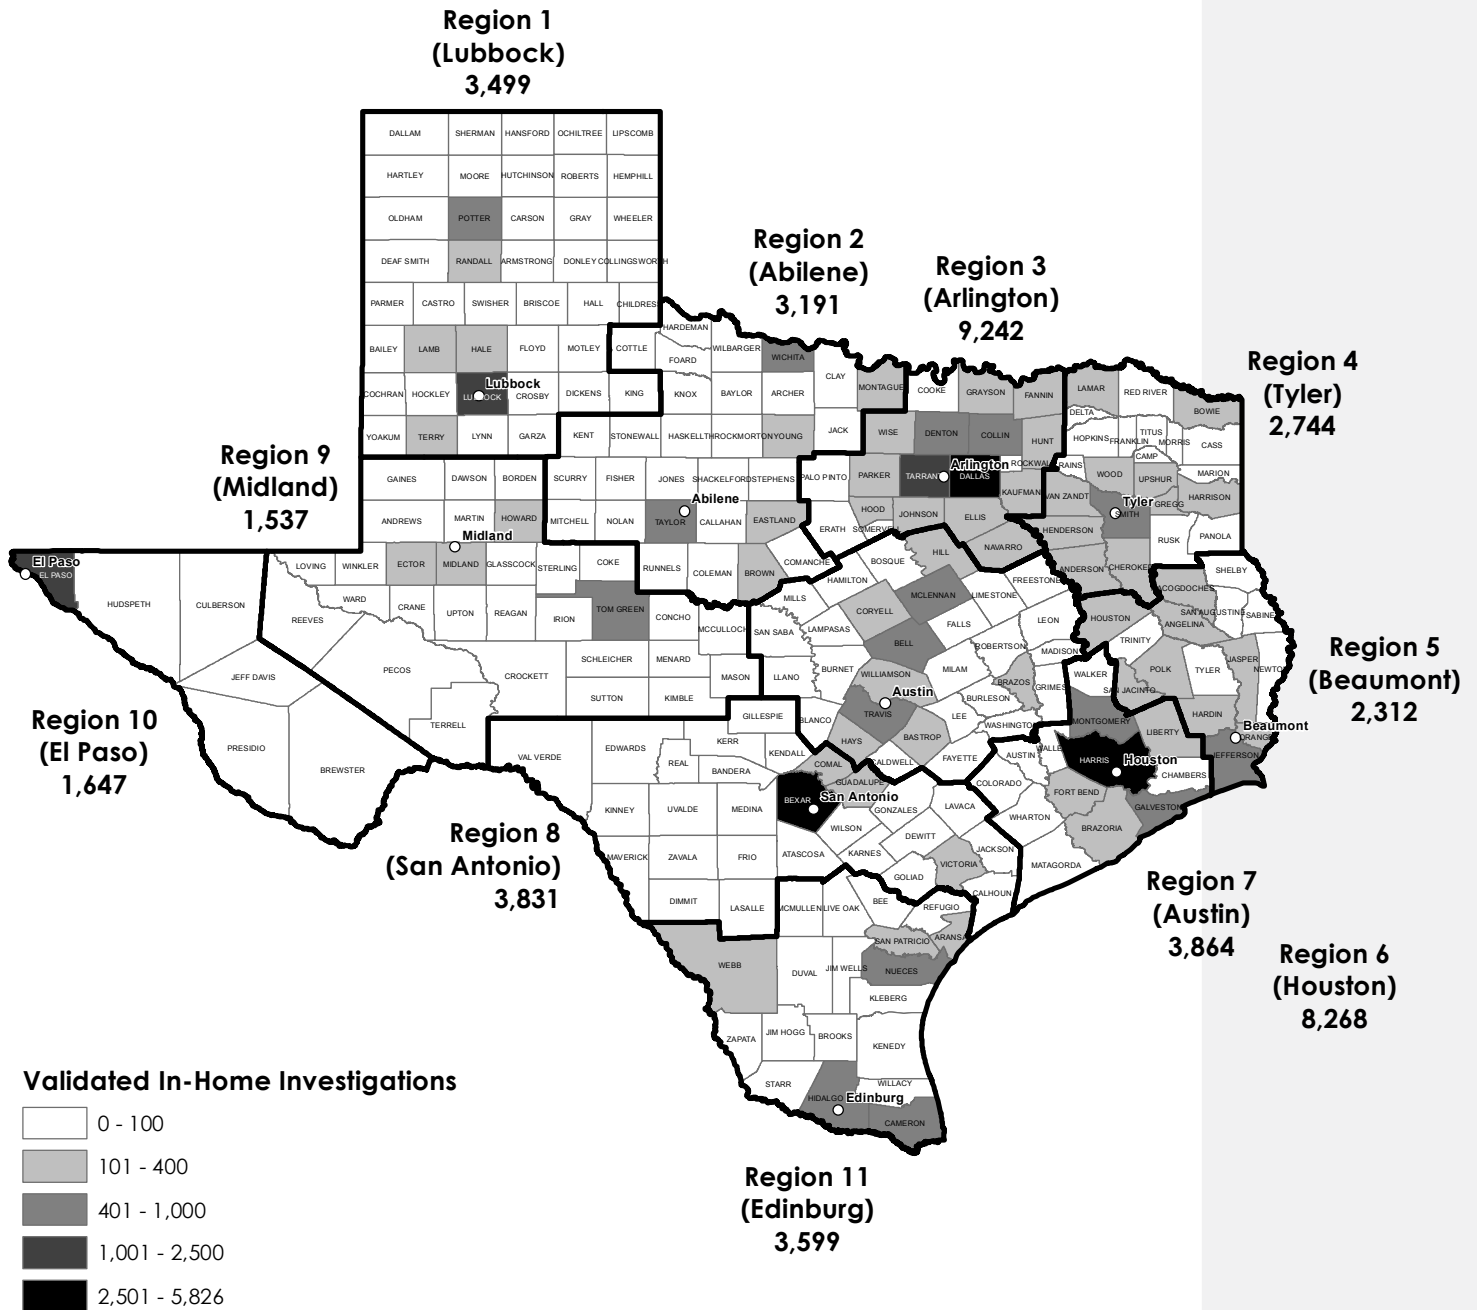 Region 1
(Lubbock)
3,499
DALLAM SHERMAN HANSFORD OCHILTREE LIPSCOMB
HARTLEY MOORE HUTCHINSON ROBERTS HEMPHILL
OLDHAM POTTER CARSON GRAY WHEELER
DEAF SMITH RANDALL ARMSTRONG DONLEY COLLINGSWORTH
PARMER CASTRO SWISHER BRISCOE HALL CHILDRESS
BAILEY LAMB HALE FLOYD MOTLEY COTTLE
COCHRAN HOCKLEY LUBBOCK CROSBY DICKENS KING
Lubbock
YOAKUM TERRY LYNN GARZA KENT STONEWALL HASKELL THROCKMORTON YOUNG JACK
Region 2
(Abilene)
3,191
HARDEMAN
FOARD WILBARGER WICHITA
CLAY MONTAGUE
KNOX BAYLOR ARCHER
Region 3
(Arlington)
9,242
COOKE GRAYSON FANNIN
WISE DENTON COLLIN HUNT
PALO PINTO PARKER TARRANT DALLAS ROCKWALL KAUFMAN
Arlington
HOOD JOHNSON ELLIS
ERATH SOMERVELL NAVARRO
Region 4
(Tyler)
2,744
LAMAR RED RIVER BOWIE
DELTA
HOPKINS FRANKLIN TITUS MORRIS CASS
CAMP
RAINS WOOD UPSHUR MARION
VAN ZANDT SMITH GREGG HARRISON
Tyler
HENDERSON RUSK PANOLA
ANDERSON CHEROKEE
Region 9
(Midland)
1,537
GAINES DAWSON BORDEN SCURRY FISHER JONES SHACKELFORD STEPHENS
ANDREWS MARTIN HOWARD MITCHELL NOLAN TAYLOR CALLAHAN EASTLAND
Abilene
Midland
LOVING WINKLER ECTOR MIDLAND GLASSCOCK STERLING COKE RUNNELS COLEMAN BROWN COMANCHE
WARD CRANE UPTON REAGAN IRION TOM GREEN CONCHO MCCULLOCH
REEVES
PECOS CROCKETT SCHLEICHER MENARD MASON
SUTTON KIMBLE
TERRELL
El Paso
EL PASO HUDSPETH CULBERSON
JEFF DAVIS
PRESIDIO BREWSTER
Region 10
(El Paso)
1,647
HAMILTON BOSQUE HILL
MILLS CORYELL MCLENNAN LIMESTONE FREESTONE
SAN SABA LAMPASAS BELL FALLS LEON
ROBERTSON MADISON
LLANO BURNET WILLIAMSON MILAM BRAZOS GRIMES
BURLESON
Austin
BLANCO TRAVIS LEE WASHINGTON
HAYS BASTROP
CALDWELL FAYETTE
SHELBY
NACOGDOCHES
HOUSTON SAN AUGUSTINE SABINE
ANGELINA
TRINITY
POLK TYLER JASPER NEWTON
SAN JACINTO
HARDIN
Beaumont
ORANGE
JEFFERSON
Region 5
(Beaumont)
2,312
WALKER
MONTGOMERY LIBERTY
AUSTIN WALLER HARRIS
Houston
CHAMBERS
COLORADO FORT BEND GALVESTON
WHARTON BRAZORIA
MATAGORDA
GILLESPIE
VAL VERDE EDWARDS KERR KENDALL
REAL BANDERA COMAL
GUADALUPE
KINNEY UVALDE MEDINA BEXAR
San Antonio
GONZALES LAVACA
WILSON DEWITT
MAVERICK ZAVALA FRIO ATASCOSA KARNES JACKSON
GOLIAD VICTORIA
CALHOUN
DIMMIT LASALLE
Region 8
(San Antonio)
3,831
Region 7
(Austin)
3,864
Region 6
(Houston)
8,268
MCMULLEN LIVE OAK BEE REFUGIO
SAN PATRICIO ARANSAS
WEBB DUVAL JIM WELLS NUECES
KLEBERG
ZAPATA JIM HOGG BROOKS KENEDY
STARR WILLACY
HIDALGO Edinburg
CAMERON
Region 11
(Edinburg)
3,599
Validated In-Home Investigations
0 - 100
101 - 400
401 - 1,000
1,001 - 2,500
2,501 - 5,826